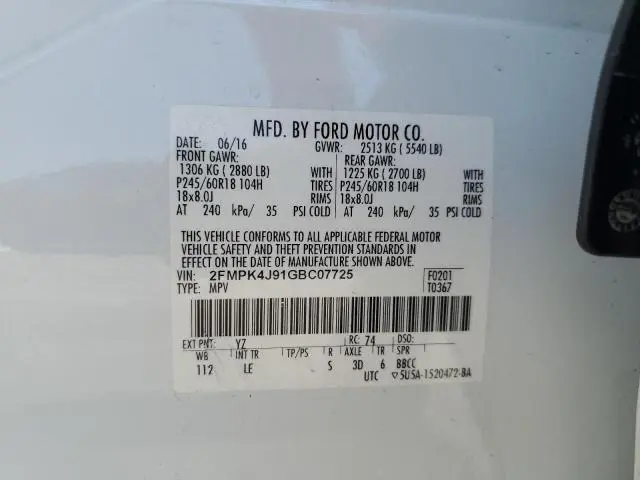 MFD. BY FORD MOTOR CO.
DATE: 06/16 GVWR: 2513 KG ( 5540 LB)
FRONT GAWR: REAR GAWR:
1306 KG ( 2880 LB) WITH 1225 KG ( 2700 LB) WITH
P245/60R18 104H TIRES P245/60R18 104H TIRES
18x8.0J RIMS 18x8.0J RIMS
AT 240 kPa/ 35 PSI COLD AT 240 kPa/ 35 PSI COLD
THIS VEHICLE CONFORMS TO ALL APPLICABLE FEDERAL MOTOR
VEHICLE SAFETY AND THEFT PREVENTION STANDARDS IN
EFFECT ON THE DATE OF MANUFACTURE SHOWN ABOVE.
VIN: 2FMPK4J91GBC07725 F0201
TYPE: MPV T0367
EXT PNT: YZ RC: 74 DSO:
WB INT TR TP/PS R AXLE TR SPR
112 LE S 3D 6 BBCC
UTC ▽5U5A-1520472-BA